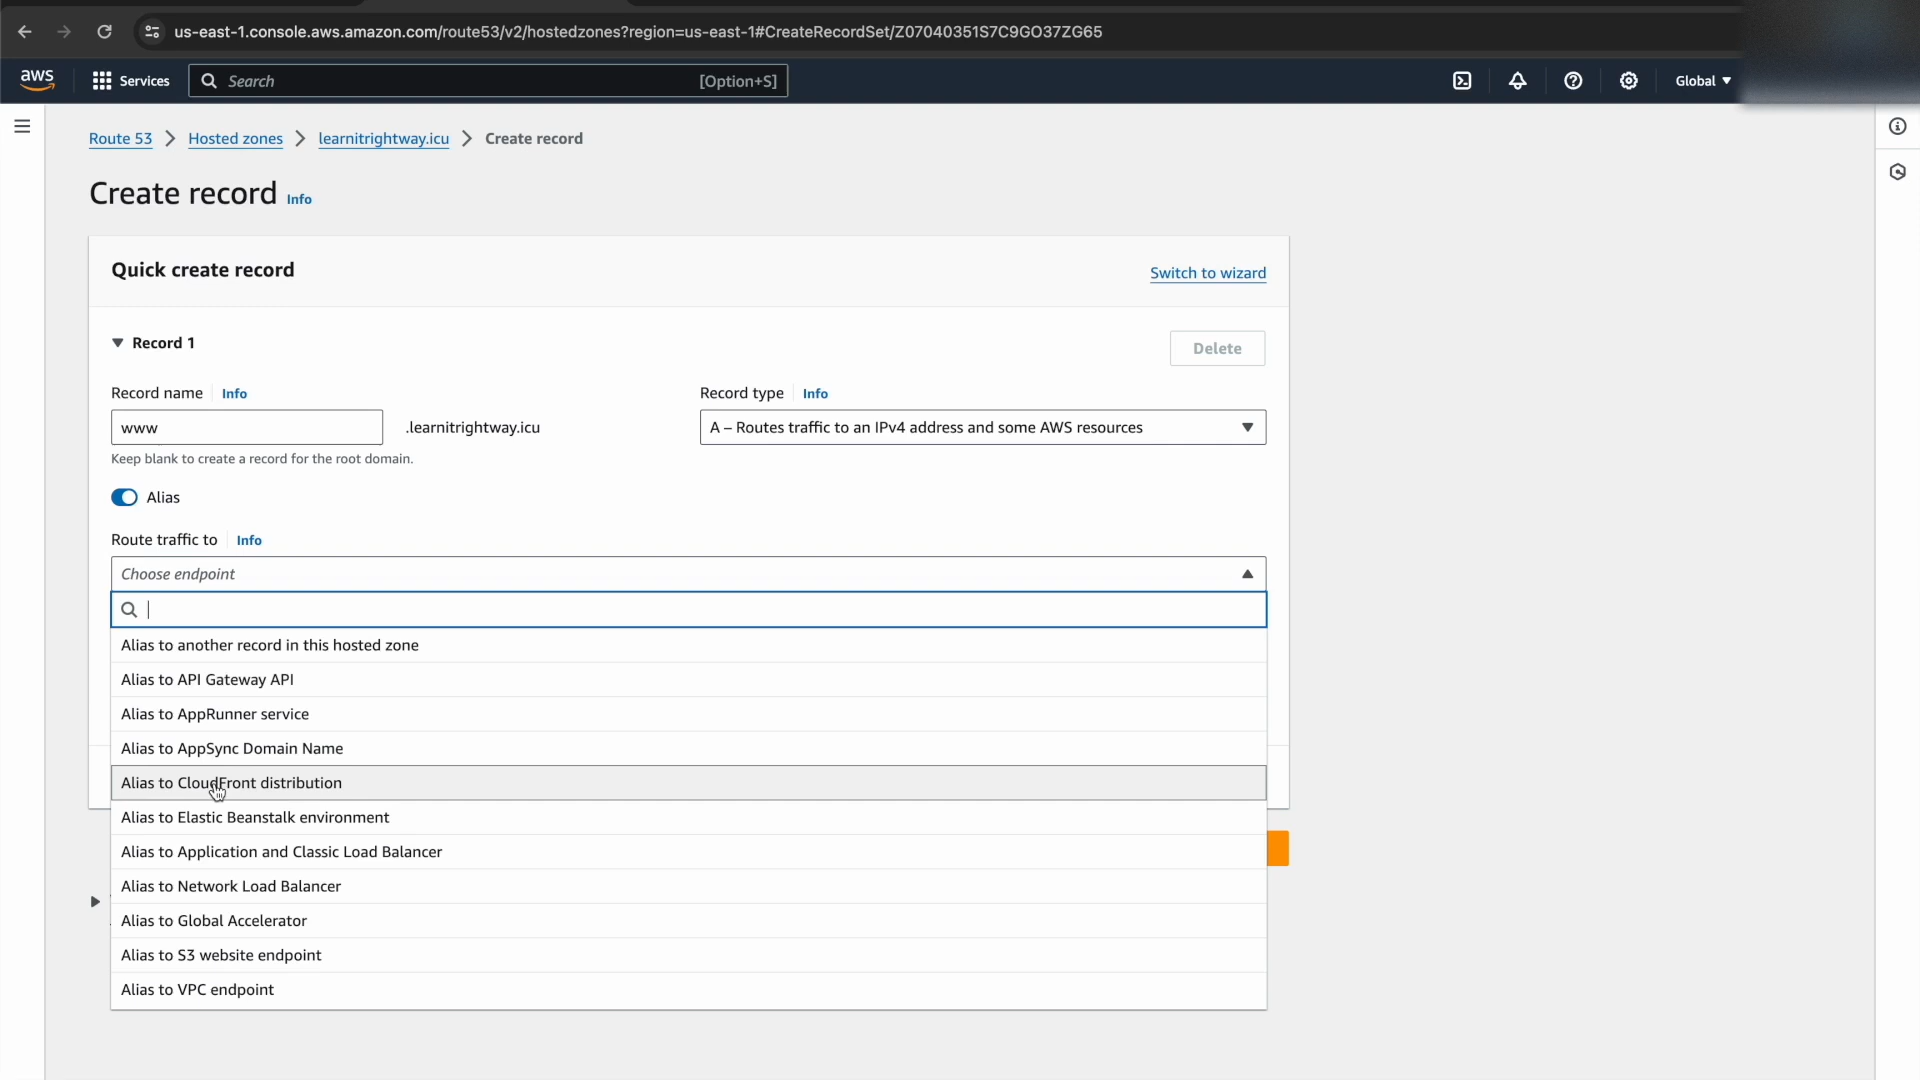 us-east-1.console.aws.amazon.com/route53/v2/hostedzones?region=us-east-1#CreateRecordSet/Z07040351S7C9GO37ZG65
aws Services Search [Option+S] Global
Route 53 > Hosted zones > learnitrightway.icu > Create record
Create record Info
Quick create record Switch to wizard
Record 1 Delete
Record name Info Record type Info
www .learnitrightway.icu A – Routes traffic to an IPv4 address and some AWS resources
Keep blank to create a record for the root domain.
Alias
Route traffic to Info
Choose endpoint
Alias to another record in this hosted zone
Alias to API Gateway API
Alias to AppRunner service
Alias to AppSync Domain Name
Alias to CloudFront distribution
Alias to Elastic Beanstalk environment
Alias to Application and Classic Load Balancer
Alias to Network Load Balancer
Alias to Global Accelerator
Alias to S3 website endpoint
Alias to VPC endpoint